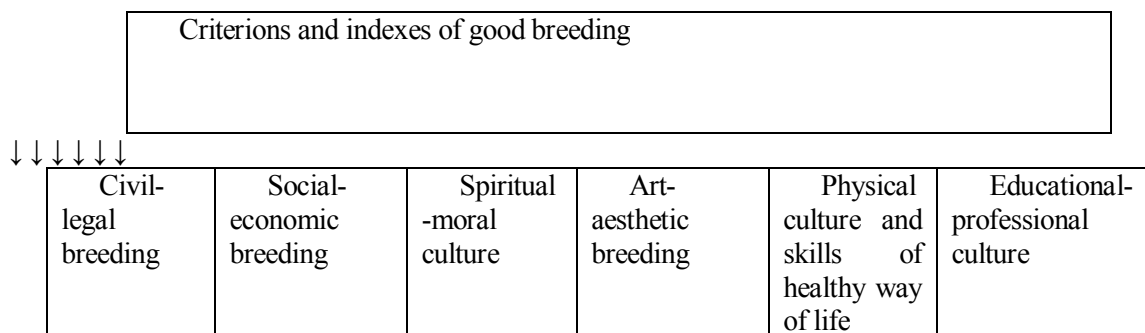 Criterions and indexes of good breeding
↓↓↓↓↓↓
Civil-
legal
breeding
Social-
economic
breeding
Spiritual
-moral
culture
Art-
aesthetic
breeding
Physical
culture and
skills of
healthy way
of life
Educational-
professional
culture